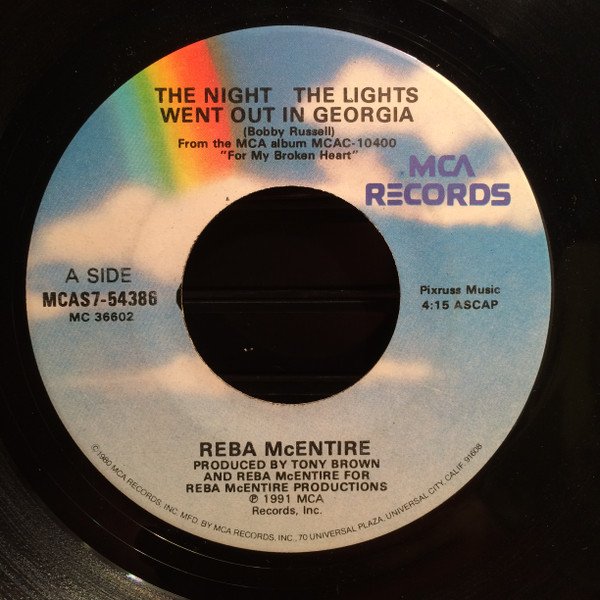 THE NIGHT THE LIGHTS
WENT OUT IN GEORGIA
(Bobby Russell)
From the MCA album MCAC-10400
"For My Broken Heart"
MCA
RECORDS
A SIDE
MCAS7-54386
MC 36602
Pixruss Music
4:15 ASCAP
REBA McENTIRE
PRODUCED BY TONY BROWN
AND REBA McENTIRE FOR
REBA McENTIRE PRODUCTIONS
℗ 1991 MCA
Records, Inc.
©1980 MCA RECORDS, INC. MFD. BY MCA RECORDS, INC., 70 UNIVERSAL PLAZA, UNIVERSAL CITY, CALIF. 91608